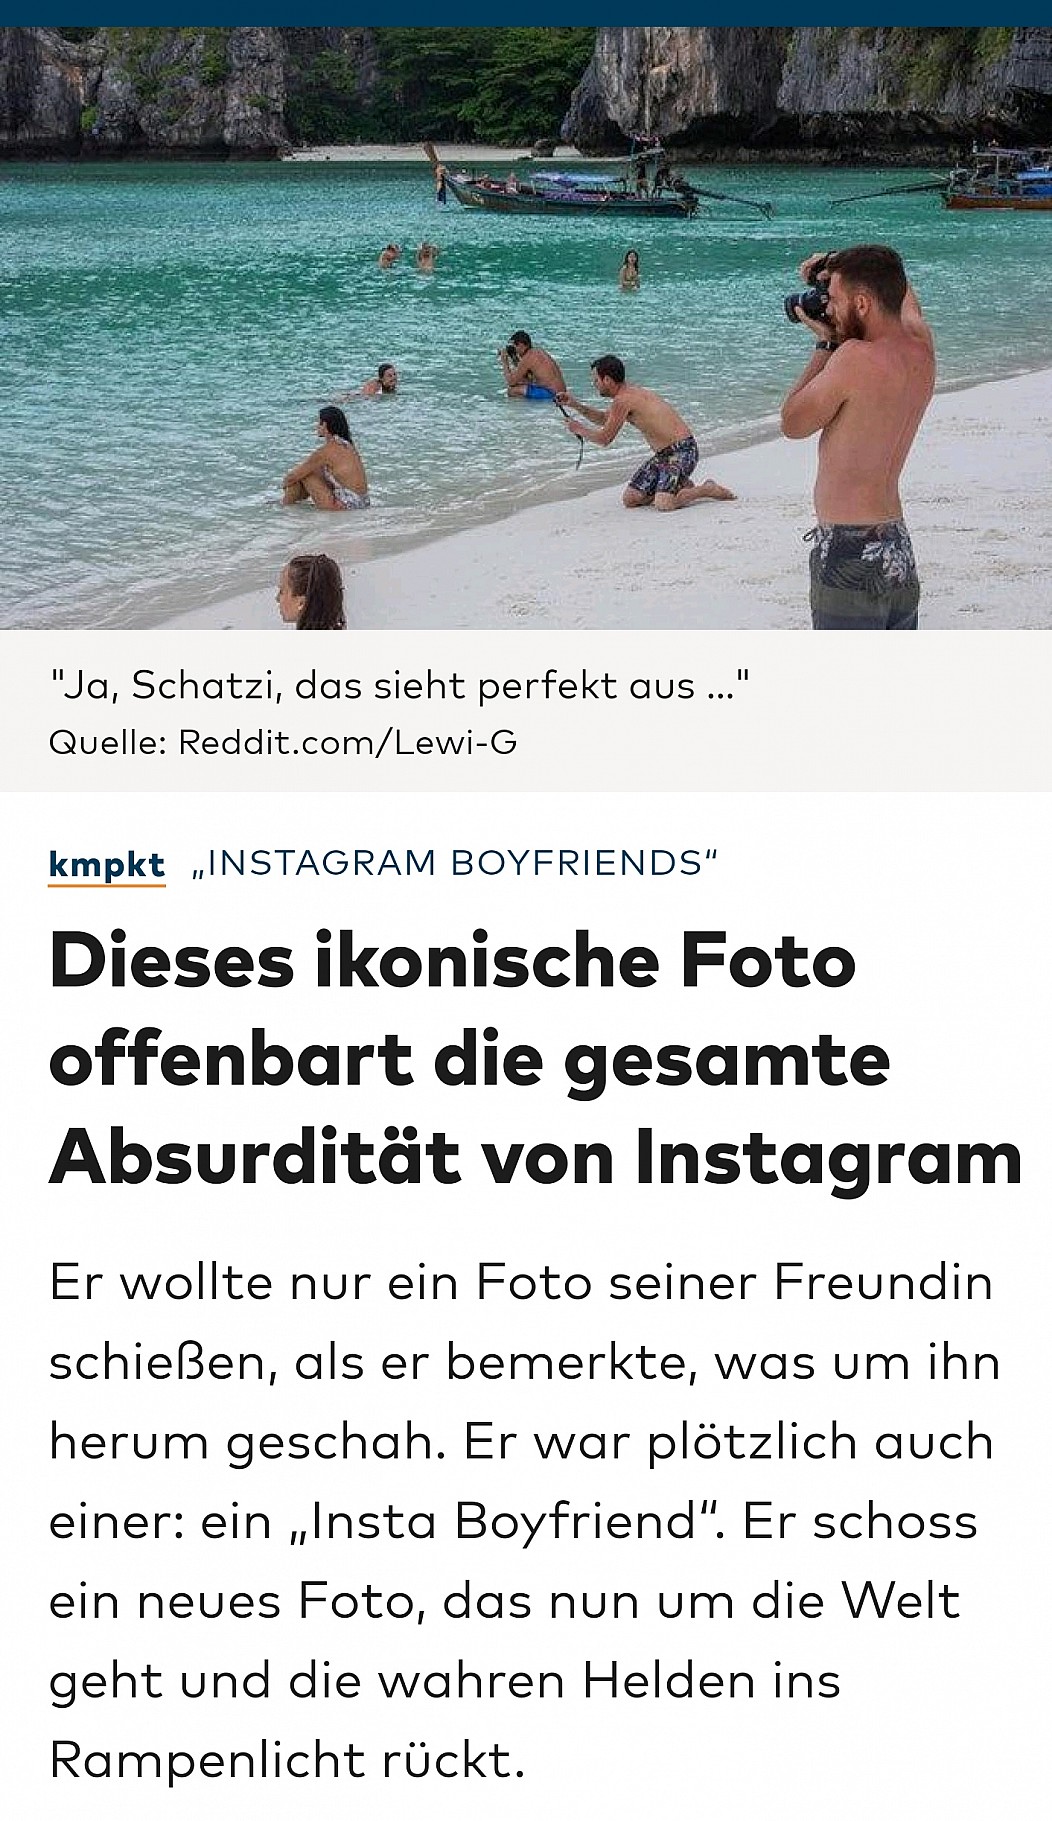 "Ja, Schatzi, das sieht perfekt aus ..."
Quelle: Reddit.com/Lewi-G
kmpkt „INSTAGRAM BOYFRIENDS“
Dieses ikonische Foto
offenbart die gesamte
Absurdität von Instagram
Er wollte nur ein Foto seiner Freundin
schießen, als er bemerkte, was um ihn
herum geschah. Er war plötzlich auch
einer: ein „Insta Boyfriend“. Er schoss
ein neues Foto, das nun um die Welt
geht und die wahren Helden ins
Rampenlicht rückt.